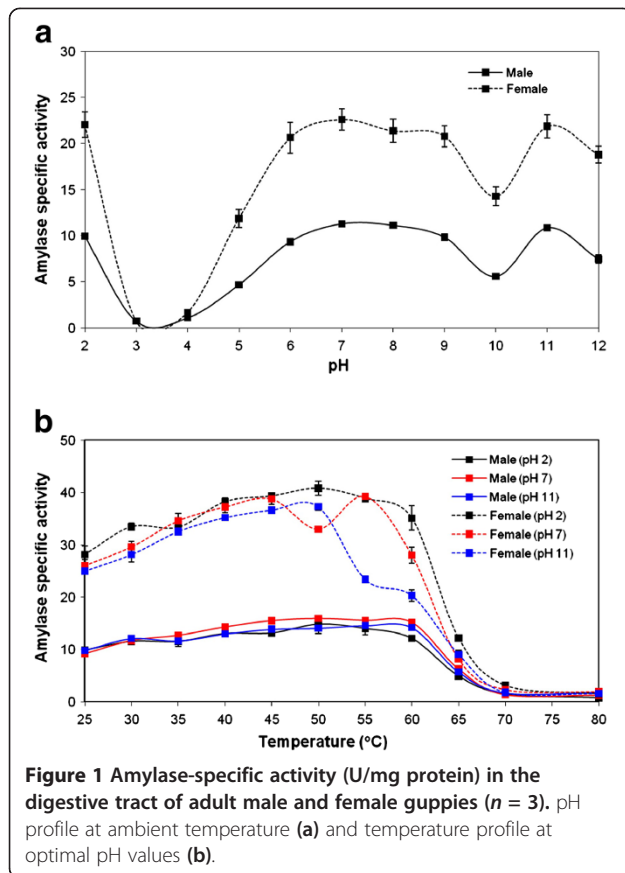 a
30
25
20
15
10
5
0
Amylase specific activity
Male
Female
2 3 4 5 6 7 8 9 10 11 12
pH
b
50
40
30
20
10
0
Amylase specific activity
Male (pH 2)
Male (pH 7)
Male (pH 11)
Female (pH 2)
Female (pH 7)
Female (pH 11)
25 30 35 40 45 50 55 60 65 70 80
Temperature (°C)
Figure 1 Amylase-specific activity (U/mg protein) in the
digestive tract of adult male and female guppies (n = 3). pH
profile at ambient temperature (a) and temperature profile at
optimal pH values (b).